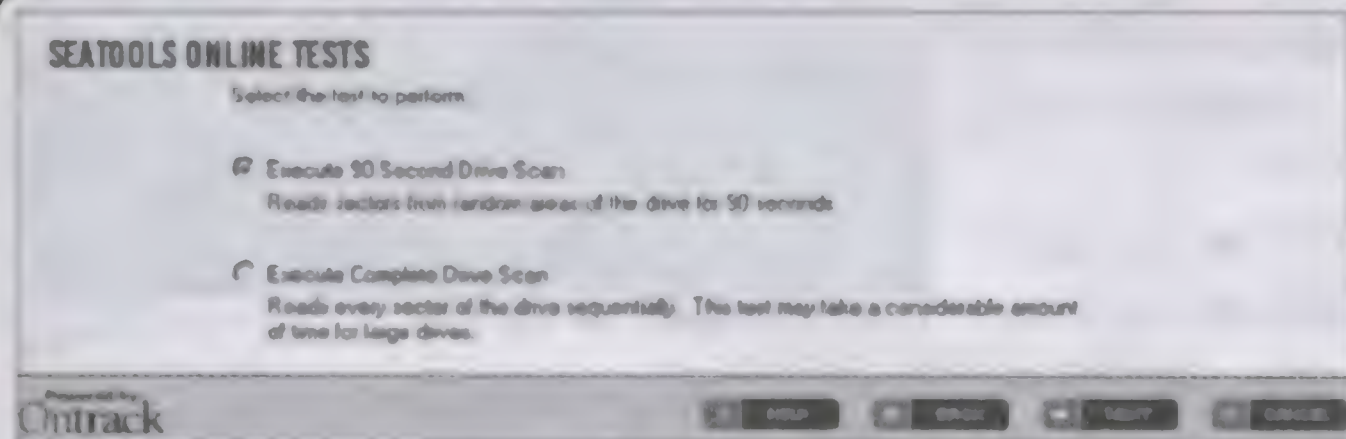 SEATOOLS ONLINE TESTS
Select the test to perform
Execute 90 Second Drive Scan
Reads sectors from random areas of the drive for 90 seconds
Execute Complete Drive Scan
Reads every sector of the drive sequentially. This test may take a considerable amount
of time for large drives.
Powered by
Ontrack
HELP BACK NEXT CANCEL